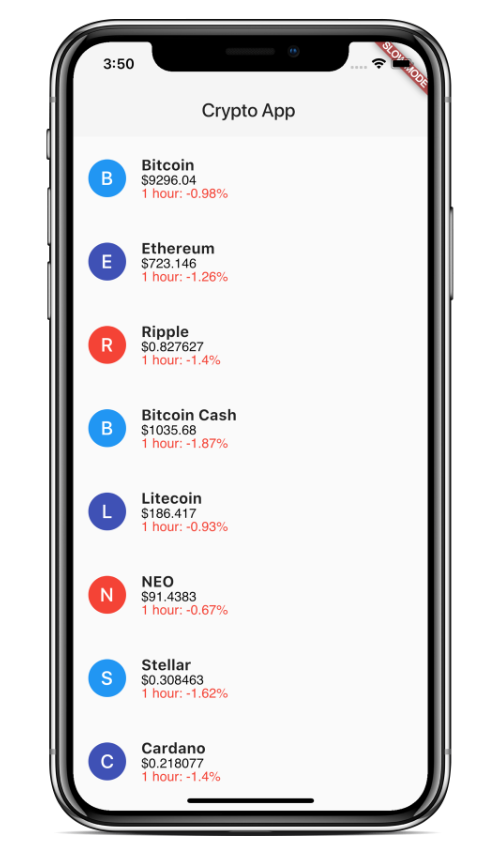 3:50
SLOW MODE
Crypto App
B
Bitcoin
$9296.04
1 hour: -0.98%
E
Ethereum
$723.146
1 hour: -1.26%
R
Ripple
$0.827627
1 hour: -1.4%
B
Bitcoin Cash
$1035.68
1 hour: -1.87%
L
Litecoin
$186.417
1 hour: -0.93%
N
NEO
$91.4383
1 hour: -0.67%
S
Stellar
$0.308463
1 hour: -1.62%
C
Cardano
$0.218077
1 hour: -1.4%